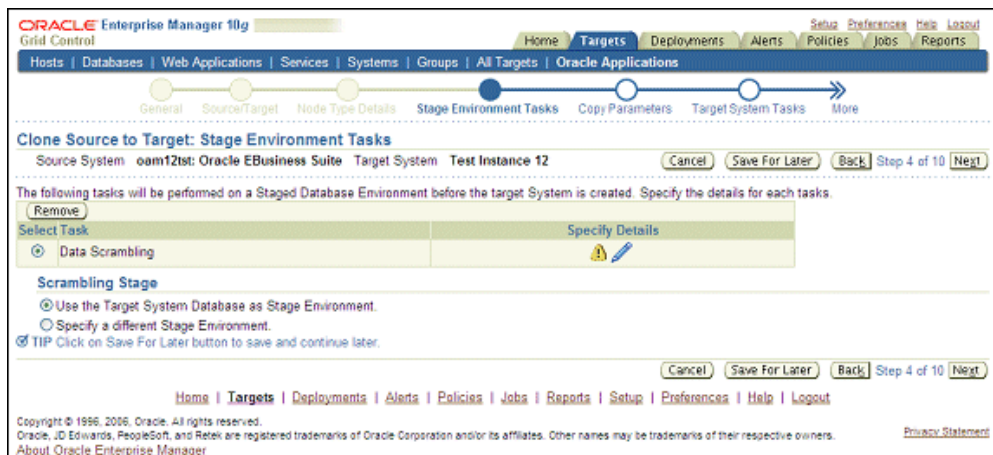 ORACLE Enterprise Manager 10g
Grid Control
Setup Preferences Help Logout
Home Targets Deployments Alerts Policies Jobs Reports
Hosts | Databases | Web Applications | Services | Systems | Groups | All Targets | Oracle Applications
General Source/Target Node Type Details Stage Environment Tasks Copy Parameters Target System Tasks More
Clone Source to Target: Stage Environment Tasks
Source System oam12tst: Oracle EBusiness Suite Target System Test Instance 12
Cancel Save For Later Back Step 4 of 10 Next
The following tasks will be performed on a Staged Database Environment before the target System is created. Specify the details for each tasks.
Remove
Select Task Specify Details
Data Scrambling
Scrambling Stage
Use the Target System Database as Stage Environment.
Specify a different Stage Environment.
TIP Click on Save For Later button to save and continue later.
Cancel Save For Later Back Step 4 of 10 Next
Home | Targets | Deployments | Alerts | Policies | Jobs | Reports | Setup | Preferences | Help | Logout
Copyright © 1996, 2006, Oracle. All rights reserved.
Oracle, JD Edwards, PeopleSoft, and Retek are registered trademarks of Oracle Corporation and/or its affiliates. Other names may be trademarks of their respective owners.
Privacy Statement
About Oracle Enterprise Manager